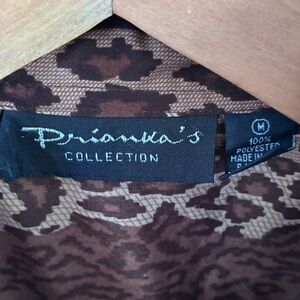 Prianka's
COLLECTION
M
100%
POLYESTER
MADE IN